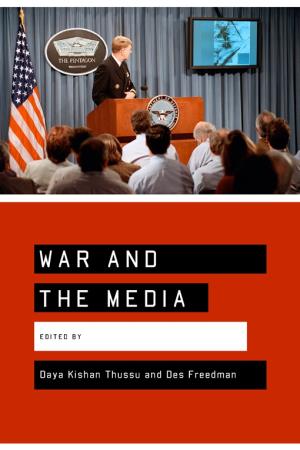 THE PENTAGON
WAR AND
THE MEDIA
EDITED BY
Daya Kishan Thussu and Des Freedman